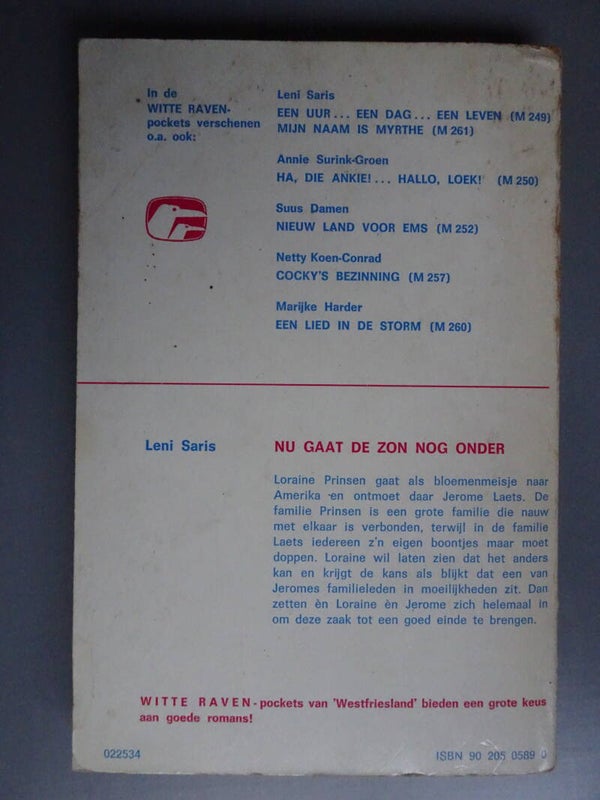 In de
WITTE RAVEN-
pockets verschenen
o.a. ook:
Leni Saris
EEN UUR... EEN DAG... EEN LEVEN (M 249)
MIJN NAAM IS MYRTHE (M 261)
Annie Surink-Groen
HA, DIE ANKIE!... HALLO, LOEK! (M 250)
Suus Damen
NIEUW LAND VOOR EMS (M 252)
Netty Koen-Conrad
COCKY'S BEZINNING (M 257)
Marijke Harder
EEN LIED IN DE STORM (M 260)
Leni Saris
NU GAAT DE ZON NOG ONDER
Loraine Prinsen gaat als bloemenmeisje naar
Amerika en ontmoet daar Jerome Laets. De
familie Prinsen is een grote familie die nauw
met elkaar is verbonden, terwijl in de familie
Laets iedereen z'n eigen boontjes maar moet
doppen. Loraine wil laten zien dat het anders
kan en krijgt de kans als blijkt dat een van
Jeromes familieleden in moeilijkheden zit. Dan
zetten èn Loraine èn Jerome zich helemaal in
om deze zaak tot een goed einde te brengen.
WITTE RAVEN-pockets van 'Westfriesland' bieden een grote keus
aan goede romans!
022534
ISBN 90 205 0589 0